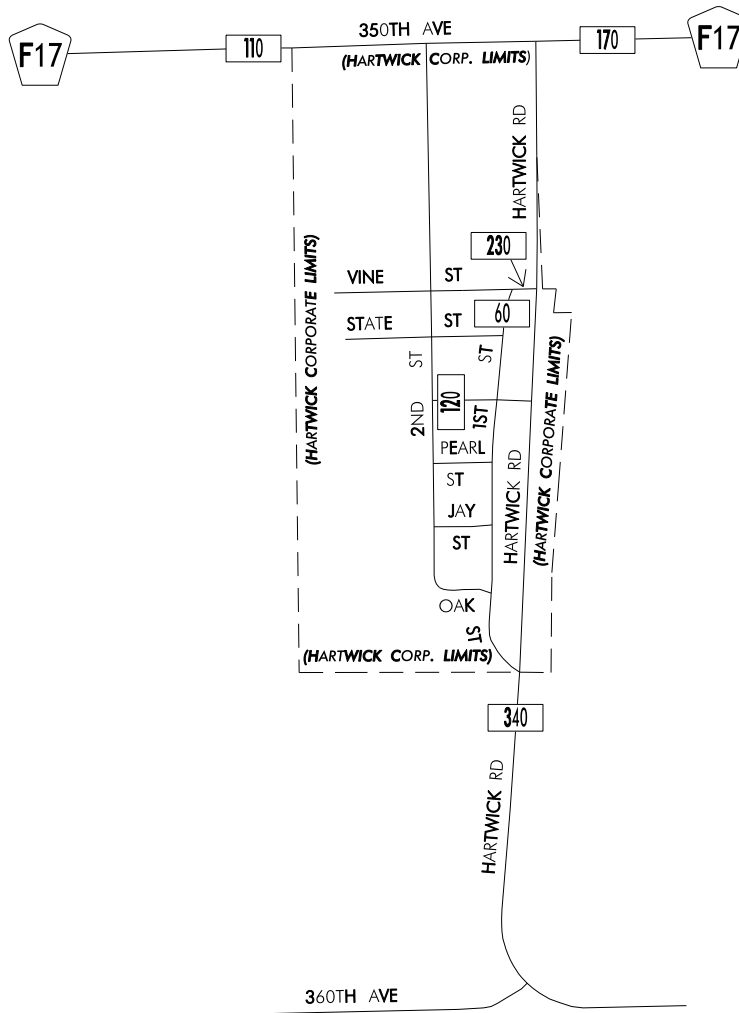 350TH AVE
F17
110
170
F17
(HARTWICK CORP. LIMITS)
HARTWICK RD
(HARTWICK CORPORATE LIMITS)
230
VINE ST
60
STATE ST
2ND ST
1ST ST
120
(HARTWICK CORPORATE LIMITS)
PEARL
ST
HARTWICK RD
JAY
ST
OAK
ST
(HARTWICK CORP. LIMITS)
340
HARTWICK RD
360TH AVE